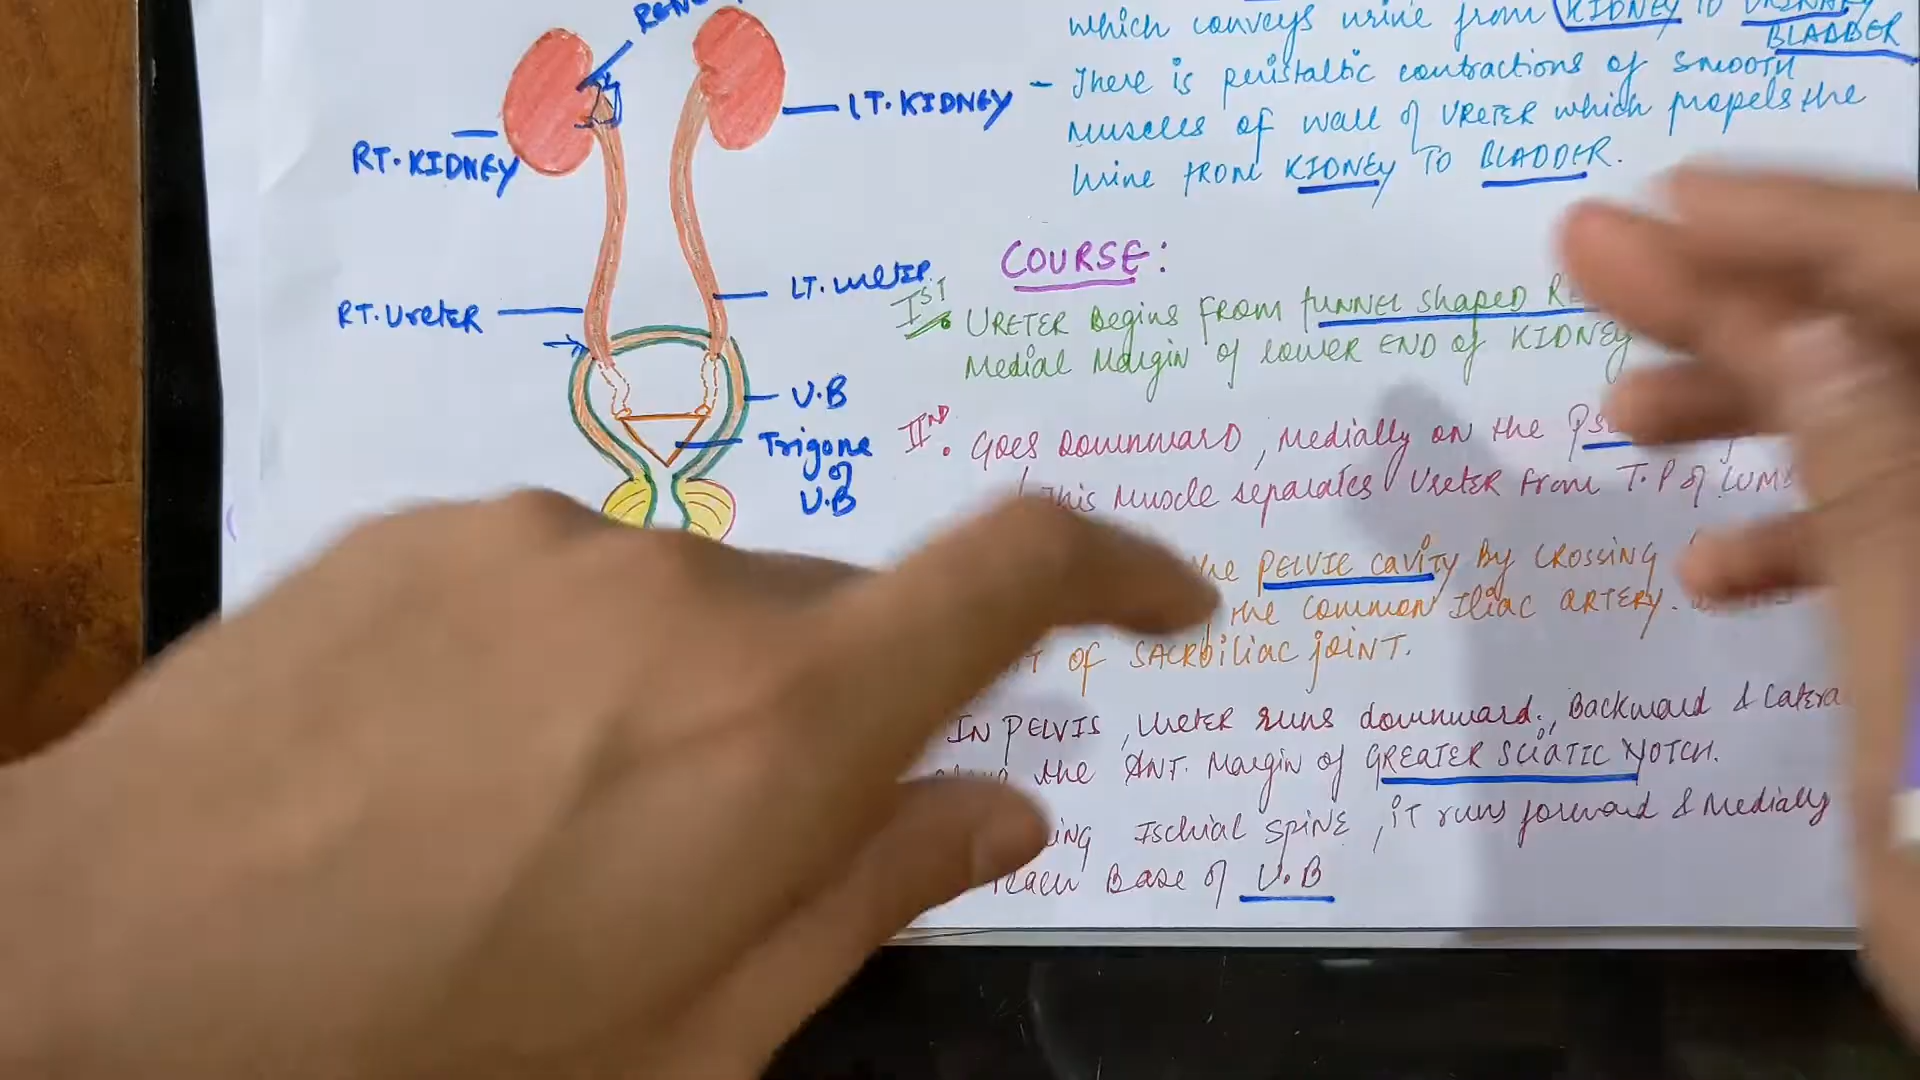 which conveys urine from KIDNEY TO URINARY
BLADDER
- There is peristaltic contractions of smooth
Muscles of wall of URETER which propels the
Urine from KIDNEY TO BLADDER.
LT. KIDNEY
RT. KIDNEY
COURSE:
RT. Ureter
LT. Ureter
Ist. URETER Begins from funnel shaped
Medial Margin of lower END of KIDNEY
U.B
Trigone
of
U.B
IInd. Goes Downward, Medially on the
This Muscle separates Ureter from T.P of
the PELVIC cavity By crossing
the common Iliac ARTERY.
of SACROiliac joiNT.
IN PELVIS, Ureter runs downward, Backward & Latera
the ANT. Margin of GREATER SCIATIC NOTCH.
Ischial SPINE, it runs forward & Medially
reach Base of U.B